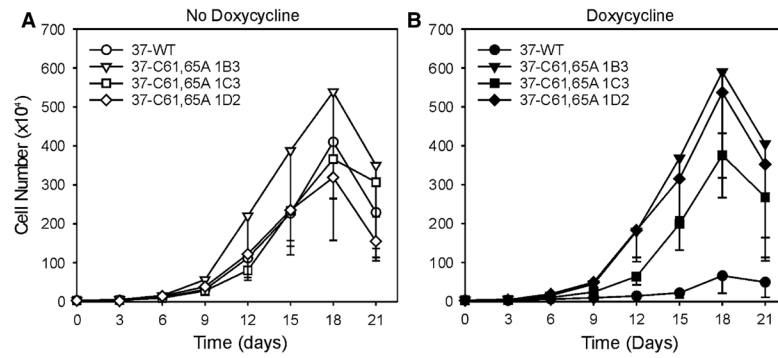 A
No Doxycycline
700
600
500
400
300
200
100
0
Cell Number (x10⁴)
37-WT
37-C61,65A 1B3
37-C61,65A 1C3
37-C61,65A 1D2
0 3 6 9 12 15 18 21
Time (days)
B
Doxycycline
700
600
500
400
300
200
100
0
37-WT
37-C61,65A 1B3
37-C61,65A 1C3
37-C61,65A 1D2
0 3 6 9 12 15 18 21
Time (Days)